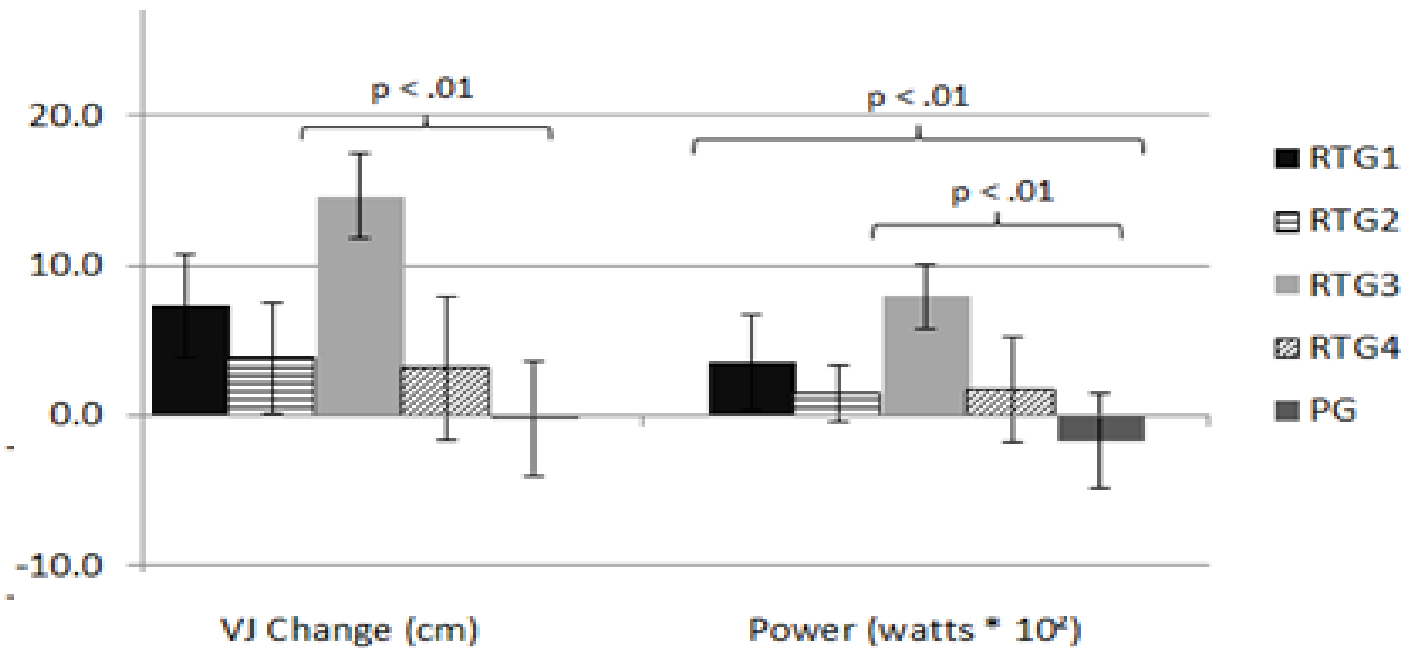 p < .01
p < .01
20.0
p < .01
10.0
0.0
-
-10.0
-
VJ Change (cm)
Power (watts * 10²)
RTG1
RTG2
RTG3
RTG4
PG